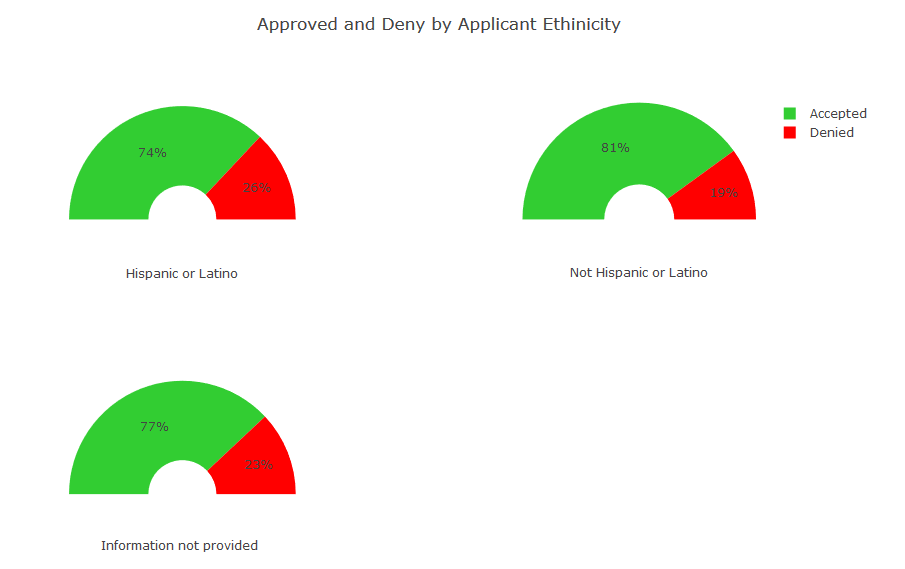 Approved and Deny by Applicant Ethinicity
74%
26%
Hispanic or Latino
81%
19%
Not Hispanic or Latino
Accepted
Denied
77%
23%
Information not provided